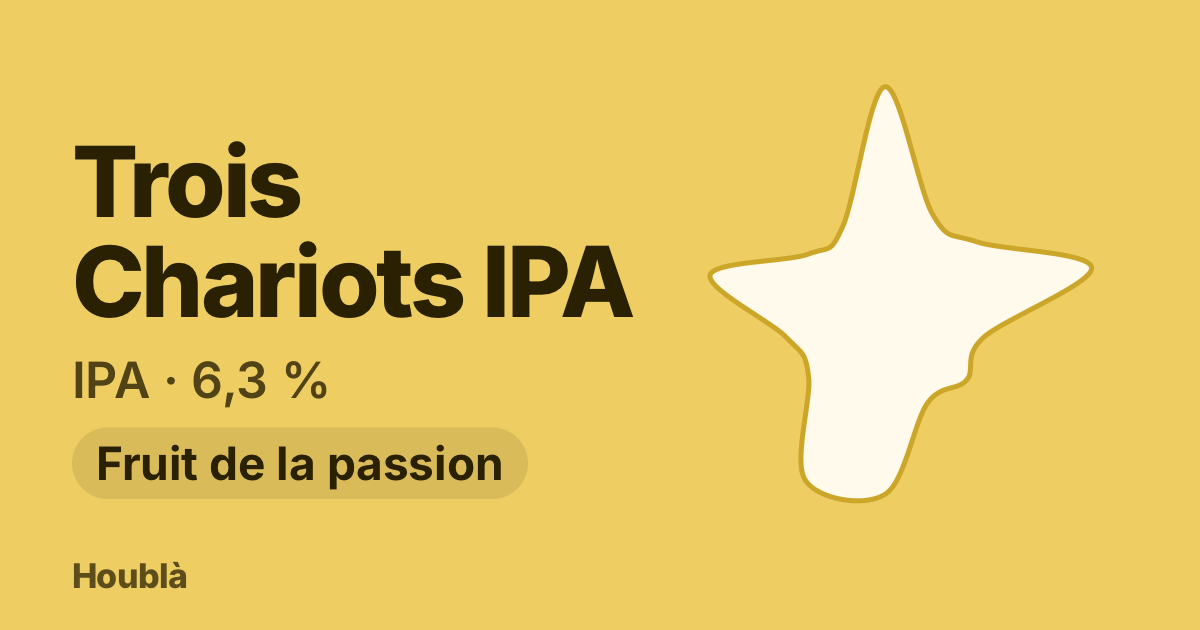 Trois
Chariots IPA
IPA · 6,3 %
Fruit de la passion
Houblà